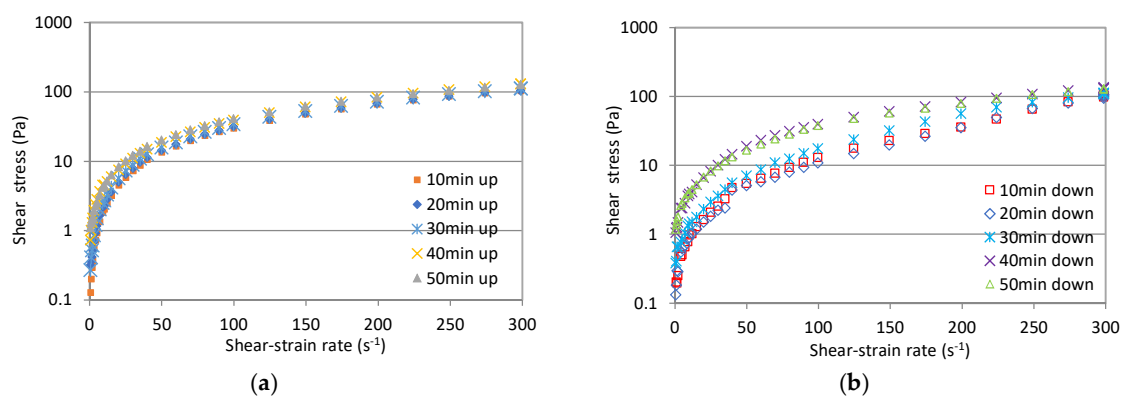 1000
100
10
1
0.1
Shear stress (Pa)
10min up
20min up
30min up
40min up
50min up
0 50 100 150 200 250 300
Shear-strain rate (s⁻¹)
(a)
1000
100
10
1
0.1
Shear stress (Pa)
10min down
20min down
30min down
40min down
50min down
0 50 100 150 200 250 300
Shear-strain rate (s⁻¹)
(b)